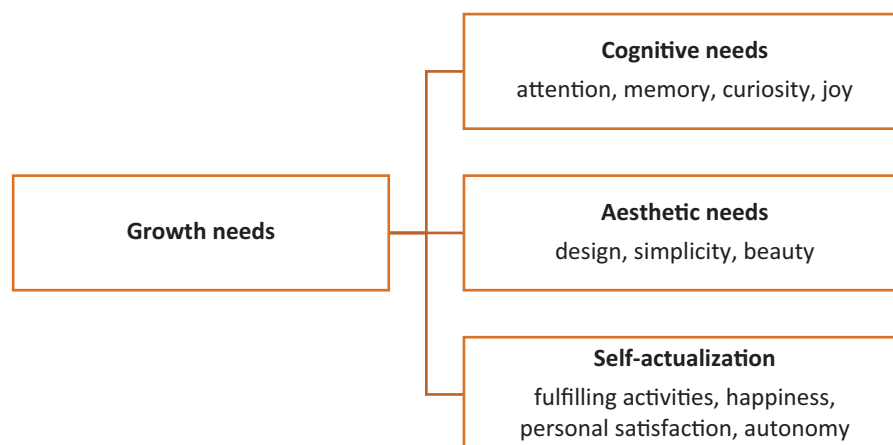 Cognitive needs
attention, memory, curiosity, joy
Growth needs
Aesthetic needs
design, simplicity, beauty
Self-actualization
fulfilling activities, happiness,
personal satisfaction, autonomy